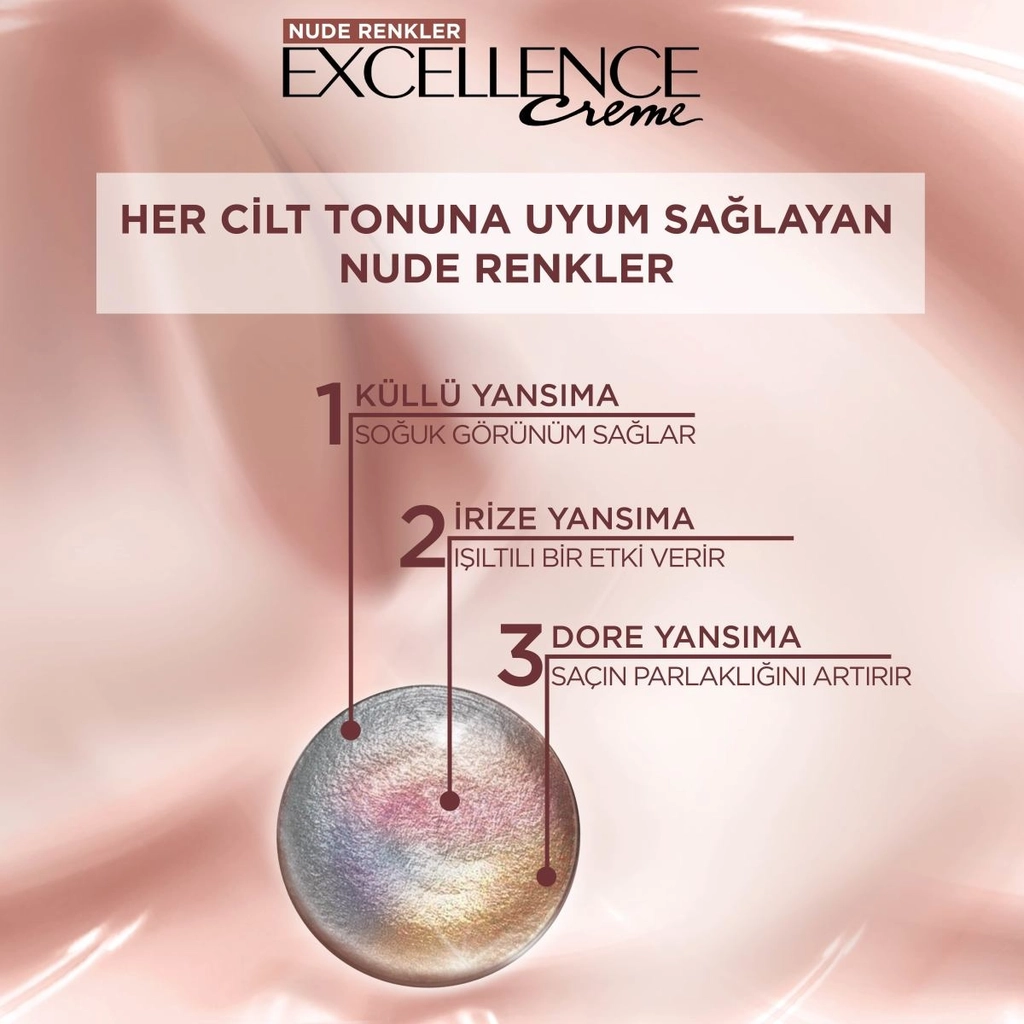 NUDE RENKLER
EXCELLENCE
Creme
HER CİLT TONUNA UYUM SAĞLAYAN
NUDE RENKLER
1 KÜLLÜ YANSIMA
SOĞUK GÖRÜNÜM SAĞLAR
2 İRİZE YANSIMA
IŞILTILI BİR ETKİ VERİR
3 DORE YANSIMA
SAÇIN PARLAKLIĞINI ARTIRIR